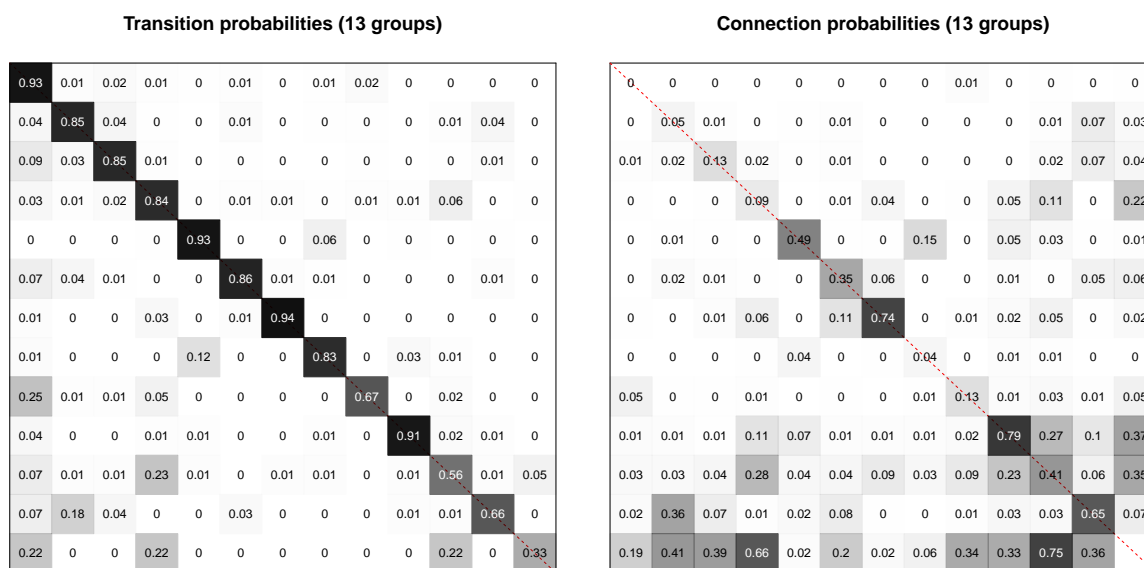 Transition probabilities (13 groups)
0.93 0.01 0.02 0.01 0 0.01 0 0.01 0.02 0 0 0 0
0.04 0.85 0.04 0 0 0.01 0 0 0 0 0.01 0.04 0
0.09 0.03 0.85 0.01 0 0 0 0 0 0 0 0.01 0
0.03 0.01 0.02 0.84 0 0.01 0.01 0 0.01 0.01 0.06 0 0
0 0 0 0 0.93 0 0 0.06 0 0 0 0 0
0.07 0.04 0.01 0 0 0.86 0.01 0.01 0 0 0 0.01 0
0.01 0 0 0.03 0 0.01 0.94 0 0 0 0 0 0
0.01 0 0 0 0.12 0 0 0.83 0 0.03 0.01 0 0
0.25 0.01 0.01 0.05 0 0 0 0 0.67 0 0.02 0 0
0.04 0 0 0.01 0.01 0 0 0.01 0 0.91 0.02 0.01 0
0.07 0.01 0.01 0.23 0.01 0 0.01 0.01 0 0.01 0.56 0.01 0.05
0.07 0.18 0.04 0 0 0.03 0 0 0 0.01 0.01 0.66 0
0.22 0 0 0.22 0 0 0 0 0 0 0.22 0 0.33
Connection probabilities (13 groups)
0 0 0 0 0 0 0 0 0.01 0 0 0 0
0 0.05 0.01 0 0 0.01 0 0 0 0 0.01 0.07 0.03
0.01 0.02 0.13 0.02 0 0.01 0 0 0 0 0.02 0.07 0.04
0 0 0 0.09 0 0.01 0.04 0 0 0.05 0.11 0 0.22
0 0.01 0 0 0.49 0 0 0.15 0 0.05 0.03 0 0.01
0 0.02 0.01 0 0 0.35 0.06 0 0 0.01 0 0.05 0.06
0 0 0.01 0.06 0 0.11 0.74 0 0.01 0.02 0.05 0 0.02
0 0 0 0 0.04 0 0 0.04 0 0.01 0.01 0 0
0.05 0 0 0.01 0 0 0 0 0.13 0.01 0.03 0.01 0.05
0.01 0.01 0.01 0.11 0.07 0.01 0.01 0.01 0.02 0.79 0.27 0.1 0.37
0.03 0.03 0.04 0.28 0.04 0.04 0.09 0.03 0.09 0.23 0.41 0.06 0.35
0.02 0.36 0.07 0.01 0.02 0.08 0 0 0.01 0.03 0.03 0.65 0.07
0.19 0.41 0.39 0.66 0.02 0.2 0.02 0.06 0.34 0.33 0.75 0.36